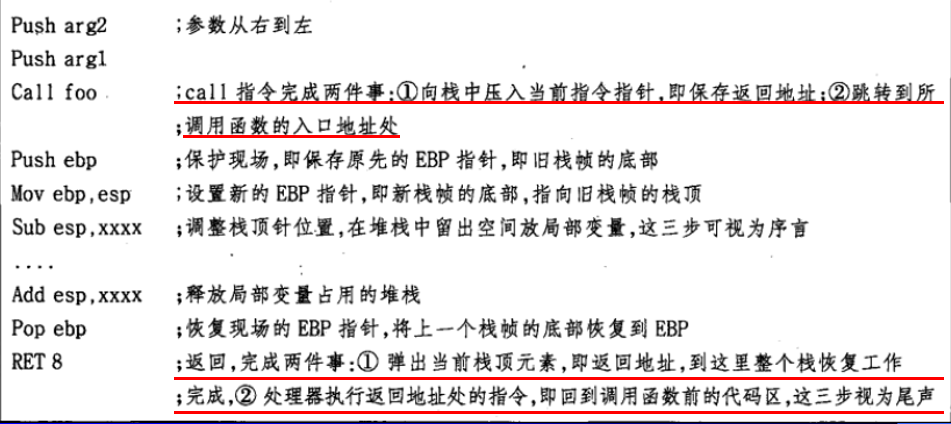 Push arg2 ;参数从右到左
Push arg1
Call foo ;call 指令完成两件事:①向栈中压入当前指令指针,即保存返回地址;②跳转到所
;调用函数的入口地址处
Push ebp ;保护现场,即保存原先的 EBP 指针,即旧栈帧的底部
Mov ebp,esp ;设置新的 EBP 指针,即新栈帧的底部,指向旧栈帧的栈顶
Sub esp,xxxx ;调整栈顶针位置,在堆栈中留出空间放局部变量,这三步可视为序言
....
Add esp,xxxx ;释放局部变量占用的堆栈
Pop ebp ;恢复现场的 EBP 指针,将上一个栈帧的底部恢复到 EBP
RET 8 ;返回,完成两件事:① 弹出当前栈顶元素,即返回地址,到这里整个栈恢复工作
;完成,② 处理器执行返回地址处的指令,即回到调用函数前的代码区,这三步视为尾声